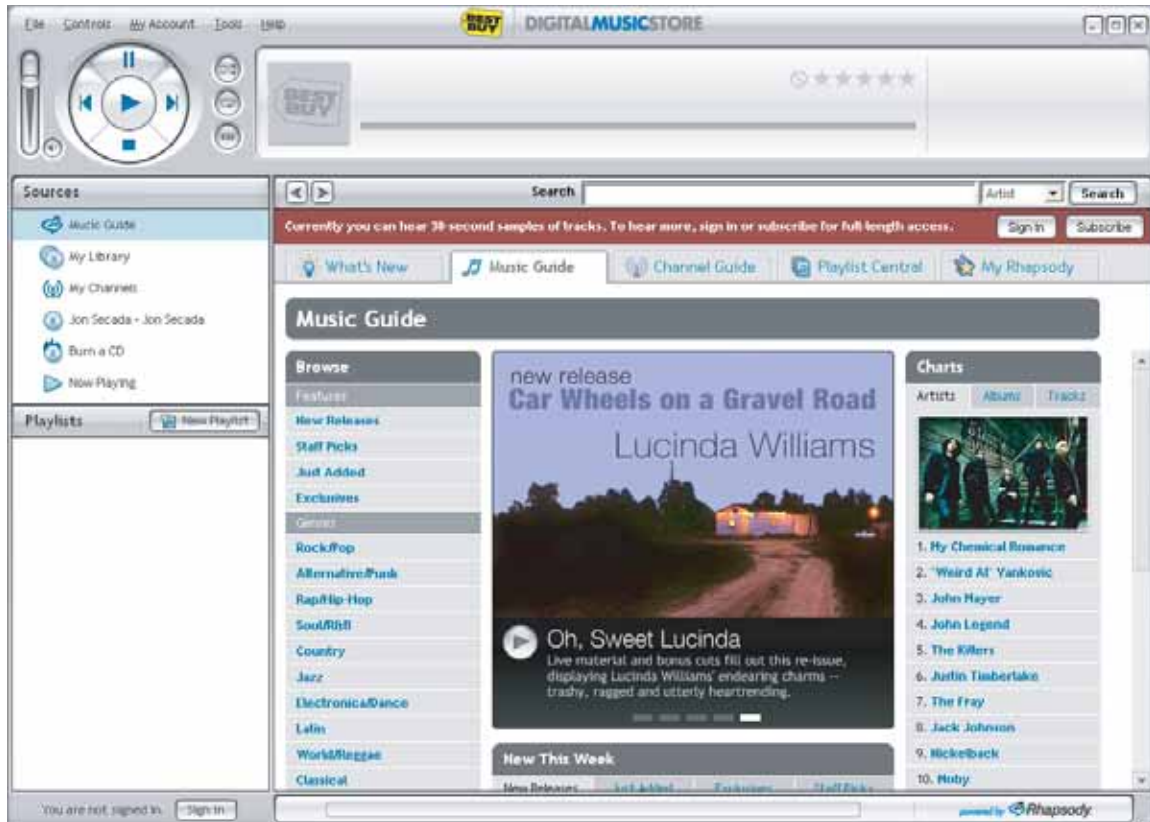 File Controls My Account Tools Help
BEST BUY DIGITALMUSICSTORE
BEST BUY
Sources
Search
Artist
Search
Music Guide
Currently you can hear 30-second samples of tracks. To hear more, sign in or subscribe for full-length access.
Sign In
Subscribe
My Library
My Channels
Jon Secada - Jon Secada
Burn a CD
Now Playing
What's New
Music Guide
Channel Guide
Playlist Central
My Rhapsody
Playlists
New Playlist
Music Guide
Browse
Features
New Releases
Staff Picks
Just Added
Exclusives
Genres
Rock/Pop
Alternative/Punk
Rap/Hip-Hop
Soul/R&B
Country
Jazz
Electronica/Dance
Latin
World/Reggae
Classical
new release
Car Wheels on a Gravel Road
Lucinda Williams
Oh, Sweet Lucinda
Live material and bonus cuts fill out this re-issue,
displaying Lucinda Williams' endearing charms --
trashy, ragged and utterly heartrending.
New This Week
New Releases Just Added Exclusives Staff Picks
Charts
Artists Albums Tracks
1. My Chemical Romance
2. "Weird Al" Yankovic
3. John Mayer
4. John Legend
5. The Killers
6. Justin Timberlake
7. The Fray
8. Jack Johnson
9. Nickelback
10. Moby
You are not signed in.
Sign In
powered by Rhapsody